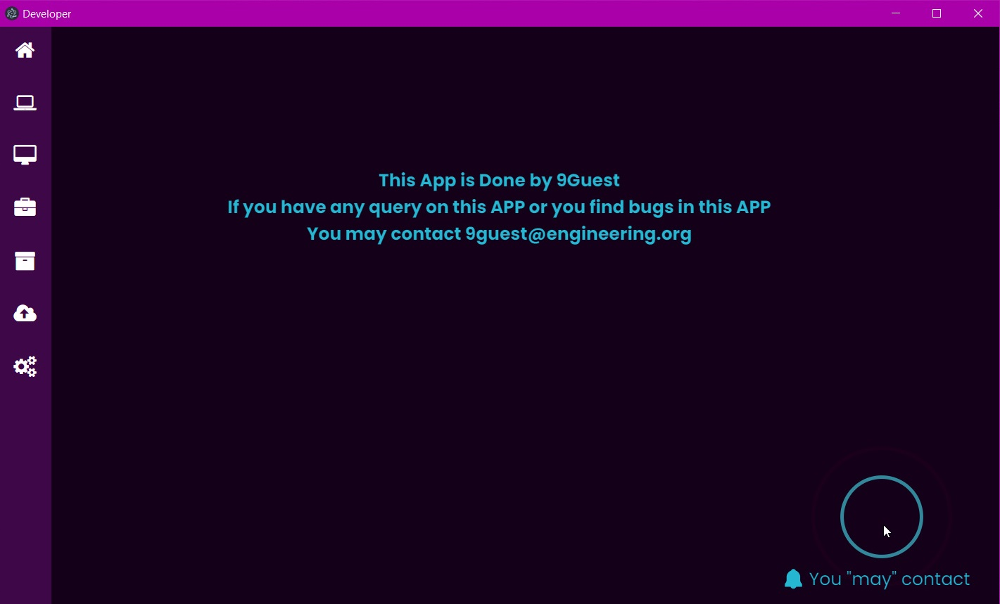 Developer
This App is Done by 9Guest
If you have any query on this APP or you find bugs in this APP
You may contact 9guest@engineering.org
You "may" contact